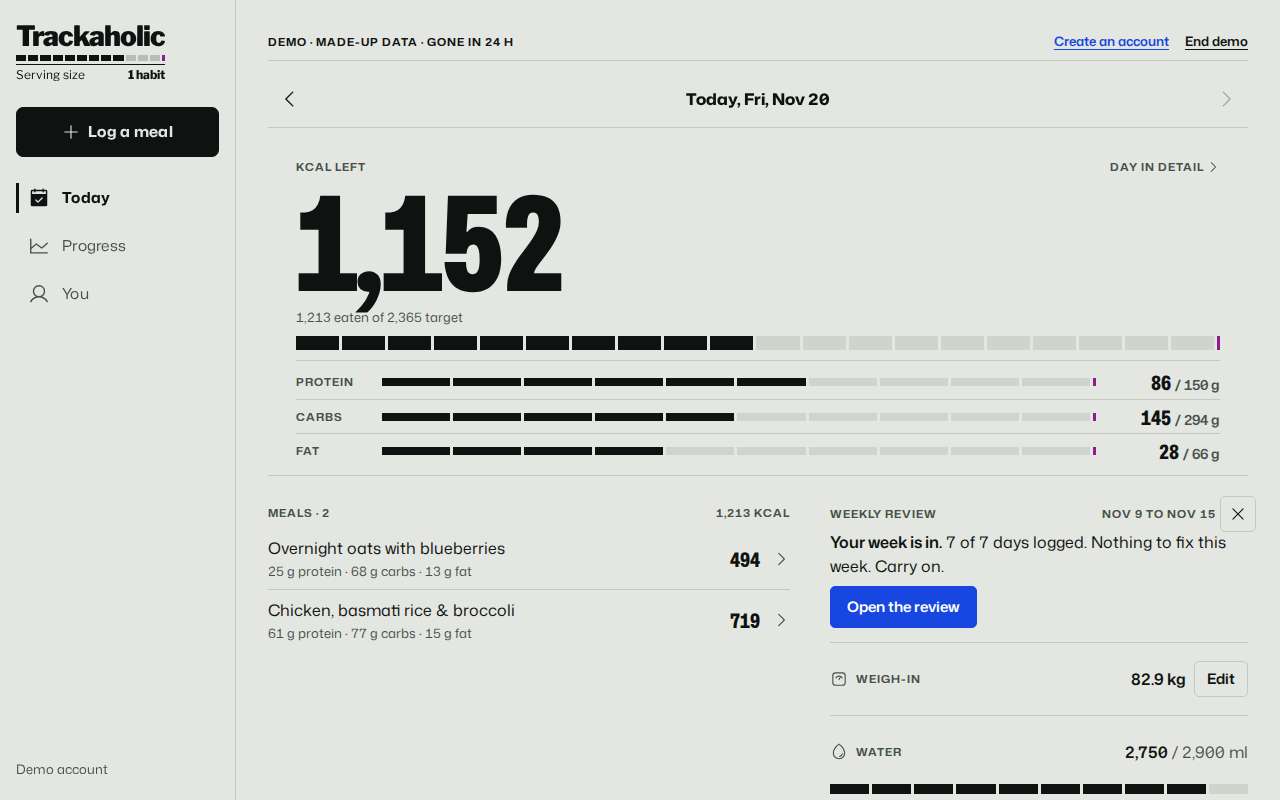 Trackaholic
Serving size 1 habit
Log a meal
Today
Progress
You
Demo account
DEMO · MADE-UP DATA · GONE IN 24 H
Create an account
End demo
Today, Fri, Nov 20
KCAL LEFT
DAY IN DETAIL
1,152
1,213 eaten of 2,365 target
PROTEIN 86 / 150 g
CARBS 145 / 294 g
FAT 28 / 66 g
MEALS · 2 1,213 KCAL
Overnight oats with blueberries
25 g protein · 68 g carbs · 13 g fat
494
Chicken, basmati rice & broccoli
61 g protein · 77 g carbs · 15 g fat
719
WEEKLY REVIEW NOV 9 TO NOV 15
Your week is in. 7 of 7 days logged. Nothing to fix this
week. Carry on.
Open the review
WEIGH-IN 82.9 kg Edit
WATER 2,750 / 2,900 ml